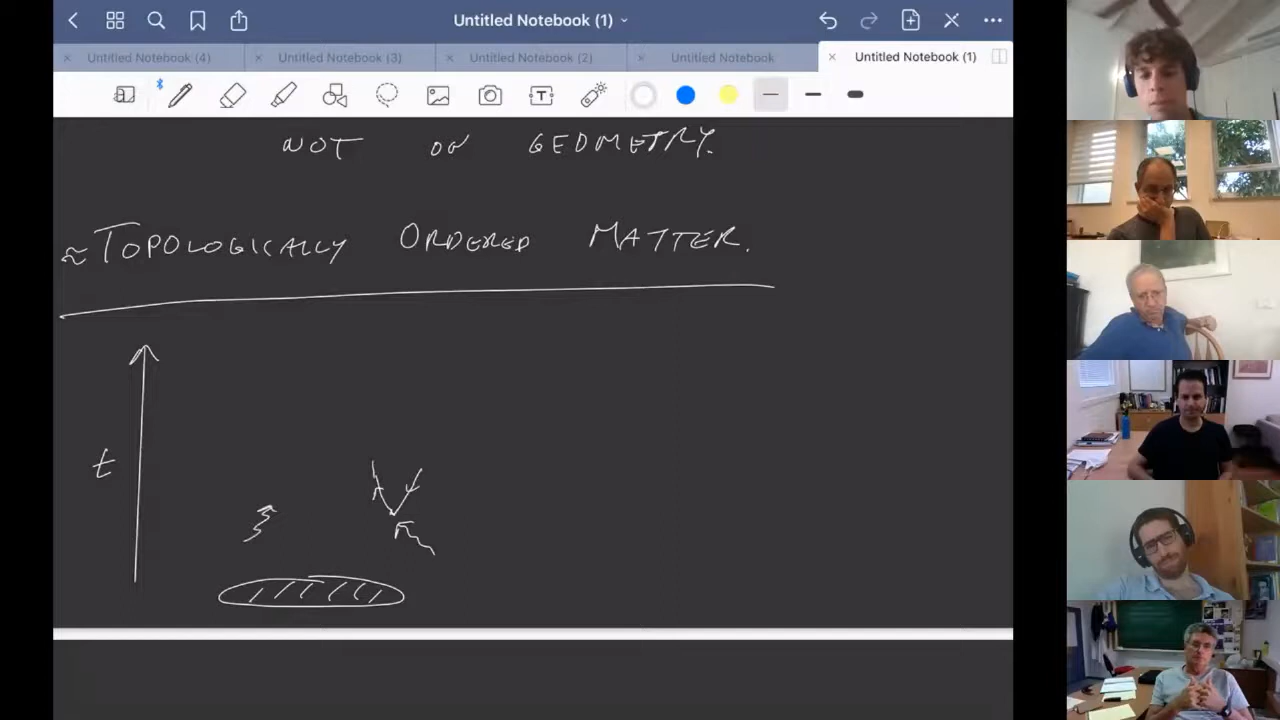 Untitled Notebook (1)
Untitled Notebook (4)
Untitled Notebook (3)
Untitled Notebook (2)
Untitled Notebook
Untitled Notebook (1)
T
NOT ON GEOMETRY.
≈ TOPOLOGICALLY ORDERED MATTER.
t